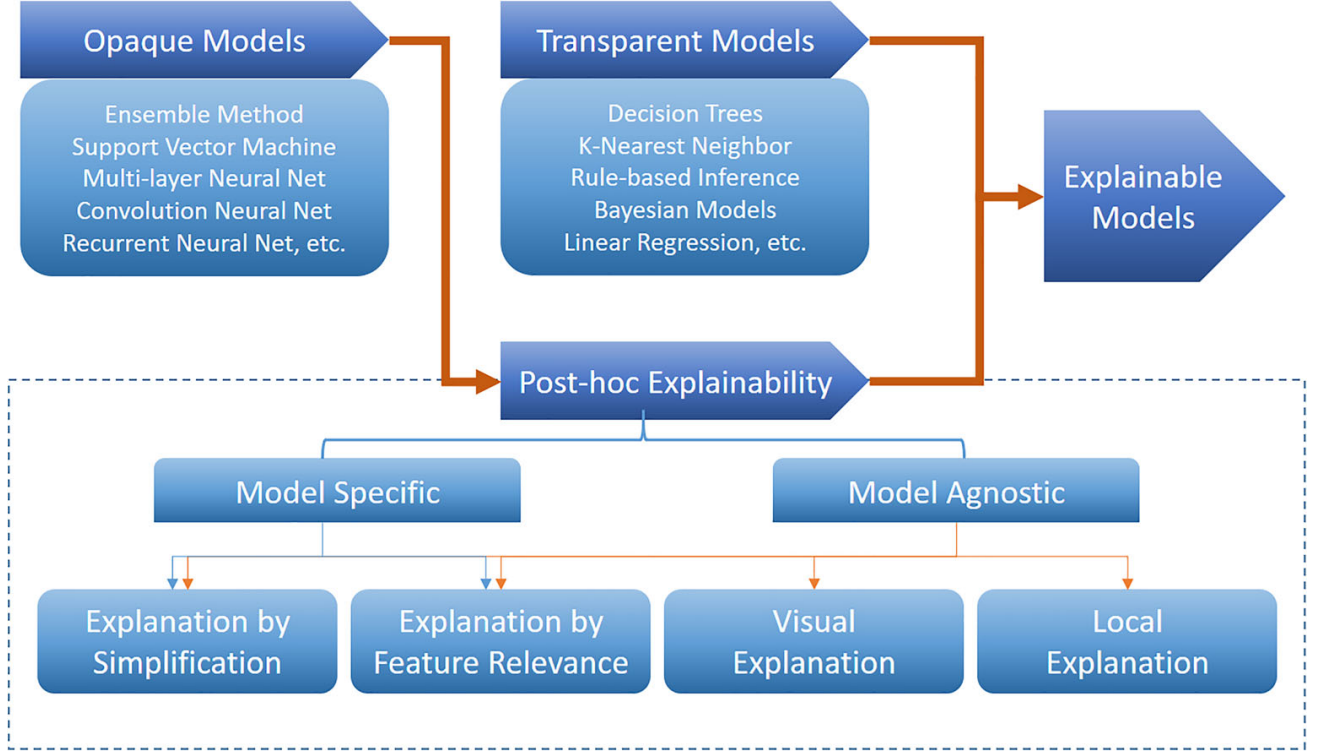 Opaque Models
Ensemble Method
Support Vector Machine
Multi-layer Neural Net
Convolution Neural Net
Recurrent Neural Net, etc.
Transparent Models
Decision Trees
K-Nearest Neighbor
Rule-based Inference
Bayesian Models
Linear Regression, etc.
Explainable
Models
Post-hoc Explainability
Model Specific
Model Agnostic
Explanation by
Simplification
Explanation by
Feature Relevance
Visual
Explanation
Local
Explanation